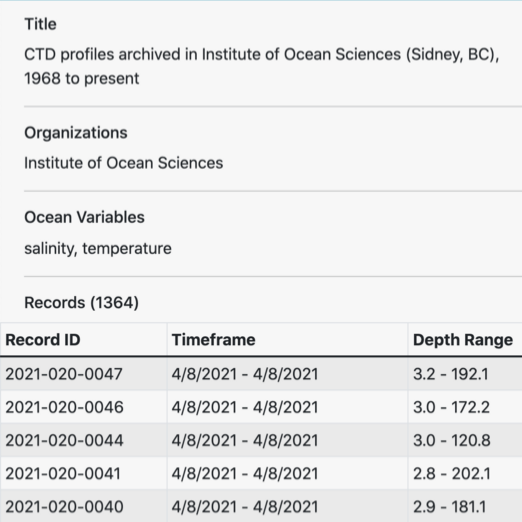 Title
CTD profiles archived in Institute of Ocean Sciences (Sidney, BC),
1968 to present
Organizations
Institute of Ocean Sciences
Ocean Variables
salinity, temperature
Records (1364)
Record ID Timeframe Depth Range
2021-020-0047 4/8/2021 - 4/8/2021 3.2 - 192.1
2021-020-0046 4/8/2021 - 4/8/2021 3.0 - 172.2
2021-020-0044 4/8/2021 - 4/8/2021 3.0 - 120.8
2021-020-0041 4/8/2021 - 4/8/2021 2.8 - 202.1
2021-020-0040 4/8/2021 - 4/8/2021 2.9 - 181.1